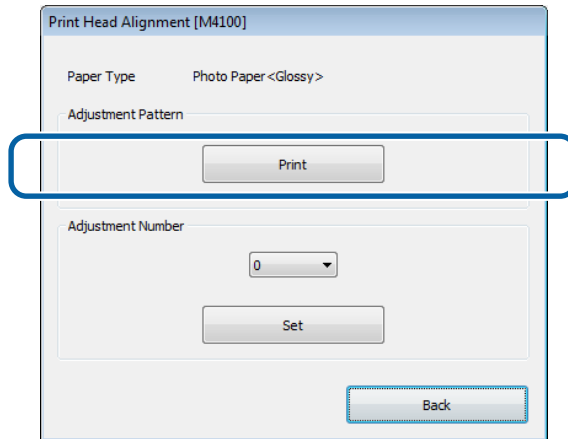 Print Head Alignment [M4100]
Paper Type Photo Paper<Glossy>
Adjustment Pattern
Print
Adjustment Number
0
Set
Back